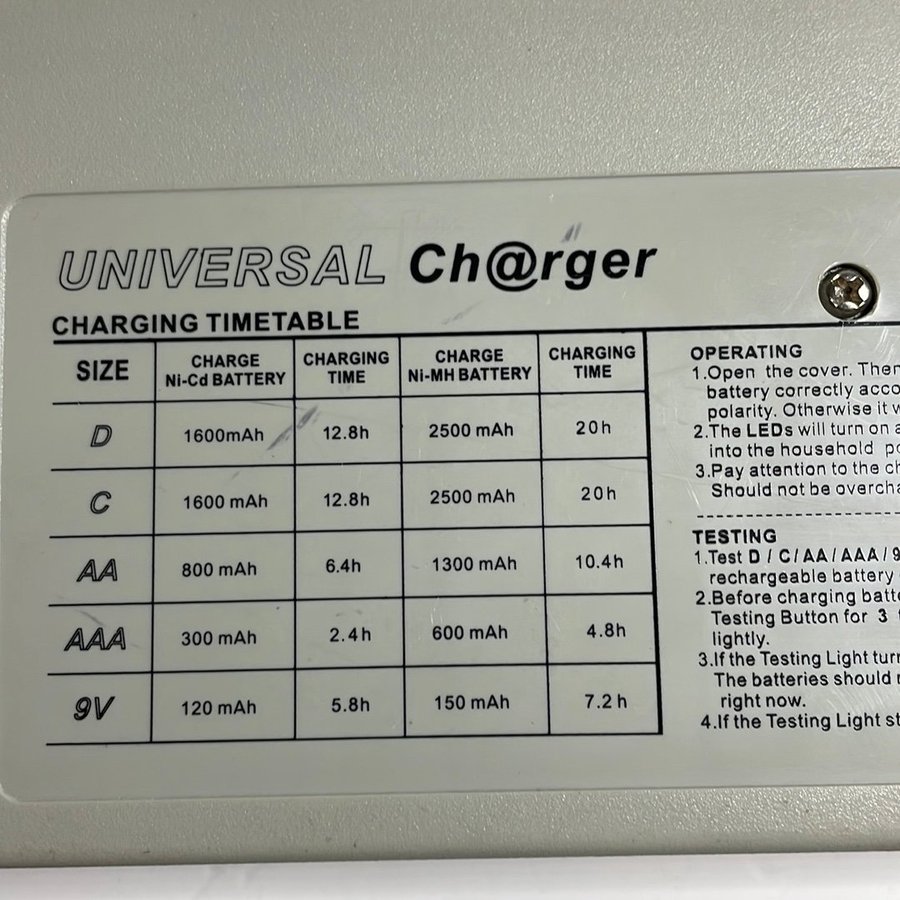 UNIVERSAL Ch@rger
CHARGING TIMETABLE
SIZE CHARGE Ni-Cd BATTERY CHARGING TIME CHARGE Ni-MH BATTERY CHARGING TIME
D 1600mAh 12.8h 2500 mAh 20h
C 1600 mAh 12.8h 2500 mAh 20h
AA 800 mAh 6.4h 1300 mAh 10.4h
AAA 300 mAh 2.4h 600 mAh 4.8h
9V 120 mAh 5.8h 150 mAh 7.2h
OPERATING
1.Open the cover. Then
battery correctly acco
polarity. Otherwise it
2.The LEDs will turn on a
into the household po
3.Pay attention to the ch
Should not be overcha
TESTING
1.Test D / C / AA / AAA / 9
rechargeable battery
2.Before charging batte
Testing Button for 3
lightly.
3.If the Testing Light turn
The batteries should
right now.
4.If the Testing Light st